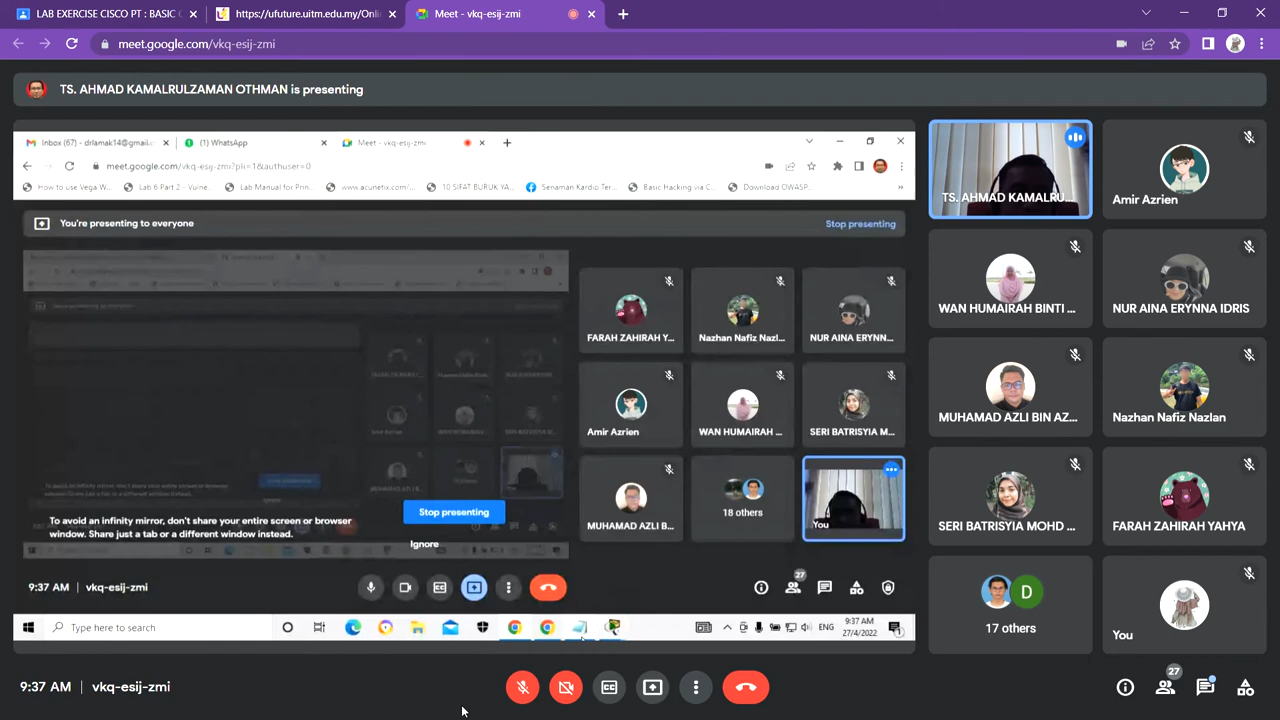 LAB EXERCISE CISCO PT : BASIC C
https://ufuture.uitm.edu.my/Onli
Meet - vkq-esij-zmi
meet.google.com/vkq-esij-zmi
TS. AHMAD KAMALRULZAMAN OTHMAN is presenting
Inbox (67) - drlamak14@gmail.c
(1) WhatsApp
Meet - vkq-esij-zmi
meet.google.com/vkq-esij-zmi?pli=1&authuser=0
How to use Vega W...
Lab 6 Part 2 - Vulne...
Lab Manual for Prin...
www.acunetix.com/...
10 SIFAT BURUK YA...
Senaman Kardio Ter...
Basic Hacking via C...
Download OWASP...
»
You're presenting to everyone
Stop presenting
FARAH ZAHIRAH Y...
Nazhan Nafiz Nazl...
NUR AINA ERYNN...
Amir Azrien
WAN HUMAIRAH ...
SERI BATRISYIA M...
MUHAMAD AZLI B...
18 others
You
To avoid an infinity mirror, don't share your entire screen or browser
window. Share just a tab or a different window instead.
Stop presenting
Ignore
9:37 AM | vkq-esij-zmi
27
Type here to search
ENG
9:37 AM
27/4/2022
1
TS. AHMAD KAMALRU...
Amir Azrien
WAN HUMAIRAH BINTI ...
NUR AINA ERYNNA IDRIS
MUHAMAD AZLI BIN AZ...
Nazhan Nafiz Nazlan
SERI BATRISYIA MOHD ...
FARAH ZAHIRAH YAHYA
D
17 others
You
9:37 AM | vkq-esij-zmi
27